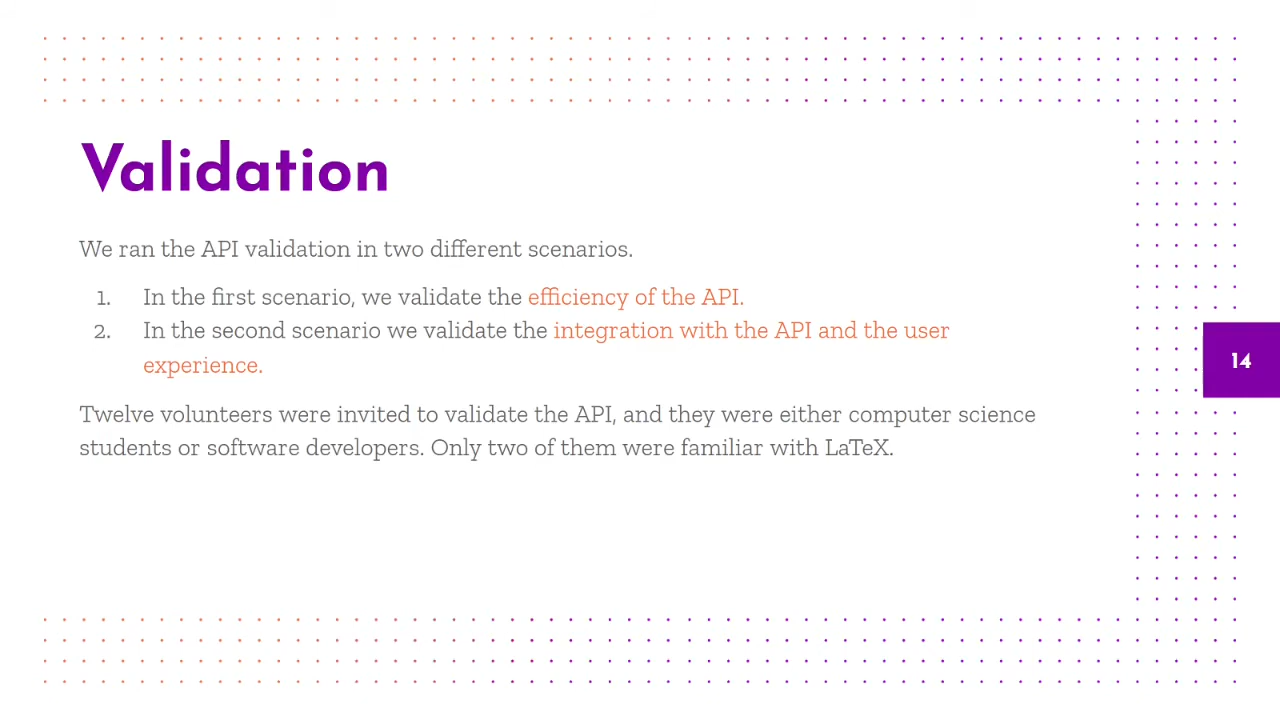 Validation
We ran the API validation in two different scenarios.
1. In the first scenario, we validate the efficiency of the API.
2. In the second scenario we validate the integration with the API and the user
experience.
14
Twelve volunteers were invited to validate the API, and they were either computer science
students or software developers. Only two of them were familiar with LaTeX.